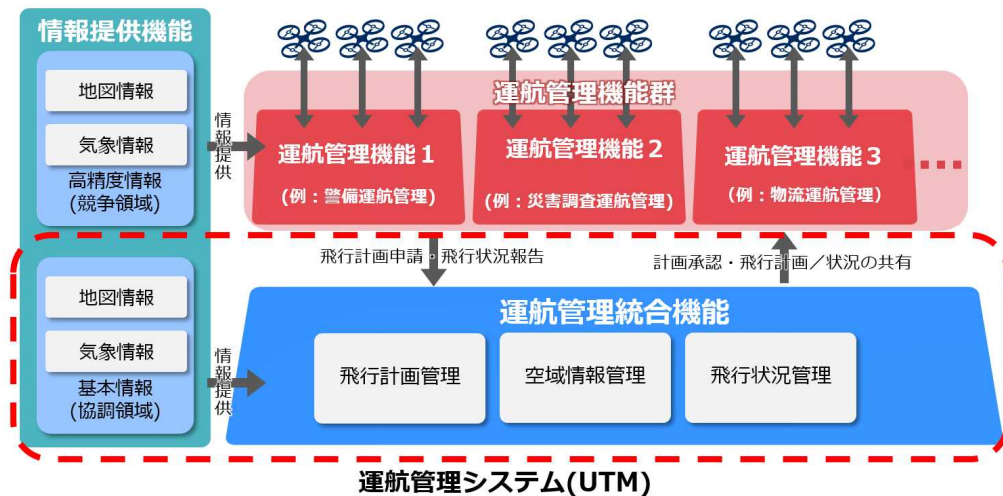 情報提供機能
地図情報
気象情報
高精度情報
(競争領域)
情報提供
運航管理機能群
運航管理機能１
(例：警備運航管理)
運航管理機能２
(例：災害調査運航管理)
運航管理機能３
(例：物流運航管理)
飛行計画申請・飛行状況報告
計画承認・飛行計画／状況の共有
地図情報
気象情報
基本情報
(協調領域)
情報提供
運航管理統合機能
飛行計画管理
空域情報管理
飛行状況管理
運航管理システム(UTM)